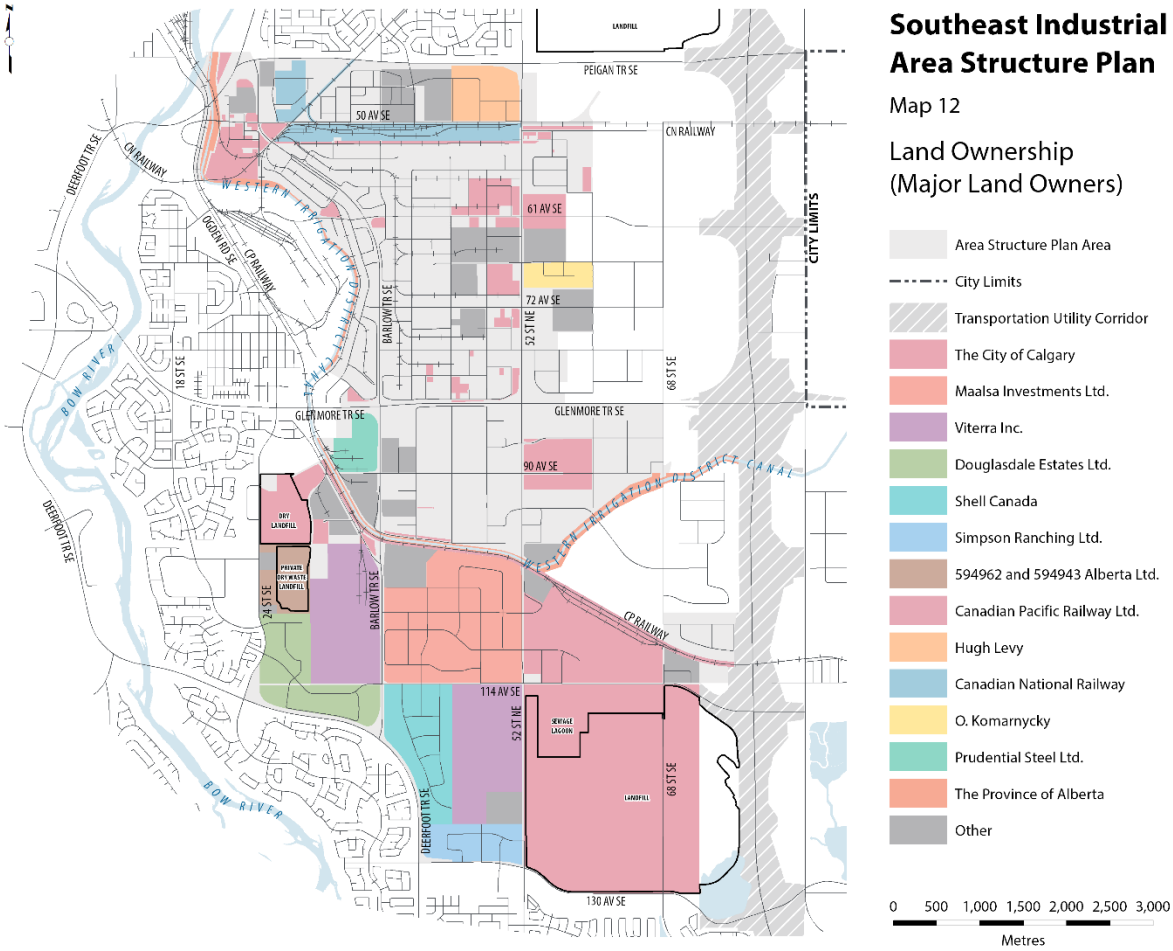 N
LANDFILL
PEIGAN TR SE
50 AV SE
CN RAILWAY
DEERFOOT TR SE
CN RAILWAY
WESTERN IRRIGATION DISTRICT CANAL
61 AV SE
OGDEN RD SE
CP RAILWAY
CITY LIMITS
BARLOW TR SE
72 AV SE
52 ST NE
18 ST SE
68 ST SE
BOW RIVER
GLENMORE TR SE
GLENMORE TR SE
90 AV SE
WESTERN IRRIGATION DISTRICT CANAL
DEERFOOT TR SE
DRY
LANDFILL
PRIVATE
DRY WASTE
LANDFILL
24 ST SE
BARLOW TR SE
CP RAILWAY
114 AV SE
52 ST NE
SEWAGE
LAGOON
LANDFILL
68 ST SE
BOW RIVER
DEERFOOT TR SE
130 AV SE
Southeast Industrial
Area Structure Plan
Map 12
Land Ownership
(Major Land Owners)
Area Structure Plan Area
City Limits
Transportation Utility Corridor
The City of Calgary
Maalsa Investments Ltd.
Viterra Inc.
Douglasdale Estates Ltd.
Shell Canada
Simpson Ranching Ltd.
594962 and 594943 Alberta Ltd.
Canadian Pacific Railway Ltd.
Hugh Levy
Canadian National Railway
O. Komarnycky
Prudential Steel Ltd.
The Province of Alberta
Other
0 500 1,000 1,500 2,000 2,500 3,000
Metres